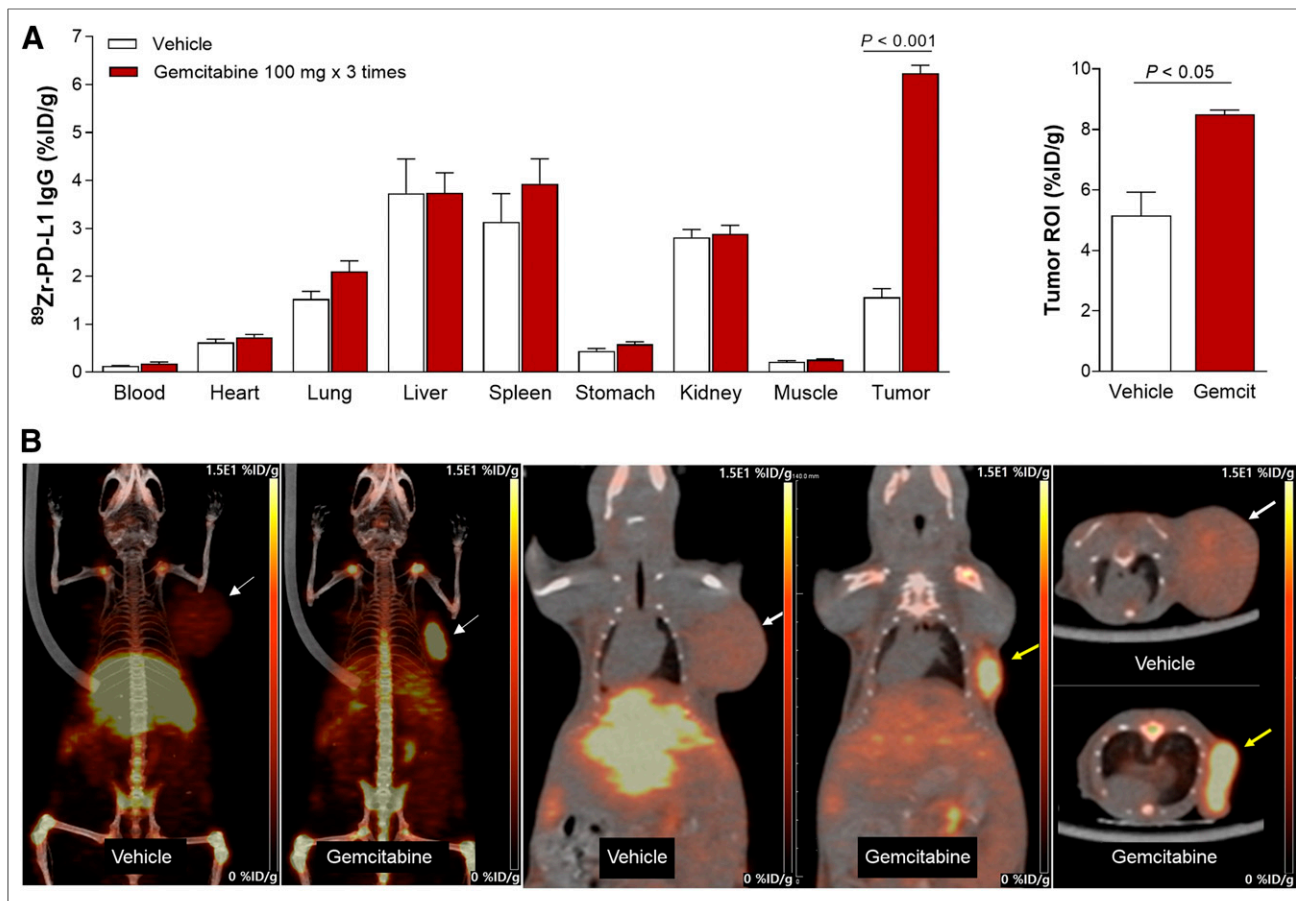 A
⁸⁹Zr-PD-L1 IgG (%ID/g)
7
6
5
4
3
2
1
0
Vehicle
Gemcitabine 100 mg x 3 times
P < 0.001
Blood Heart Lung Liver Spleen Stomach Kidney Muscle Tumor
Tumor ROI (%ID/g)
10
8
6
4
2
0
P < 0.05
Vehicle Gemcit
B
1.5E1 %ID/g
Vehicle
0 %ID/g
1.5E1 %ID/g
Gemcitabine
0 %ID/g
1.5E1 %ID/g
Vehicle
0 %ID/g
1.5E1 %ID/g
140.0 mm
Gemcitabine
0 %ID/g
1.5E1 %ID/g
Vehicle
Gemcitabine
0 %ID/g